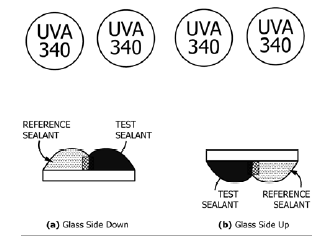 UVA
340
UVA
340
UVA
340
UVA
340
REFERENCE
SEALANT
TEST
SEALANT
TEST
SEALANT
REFERENCE
SEALANT
(a) Glass Side Down
(b) Glass Side Up